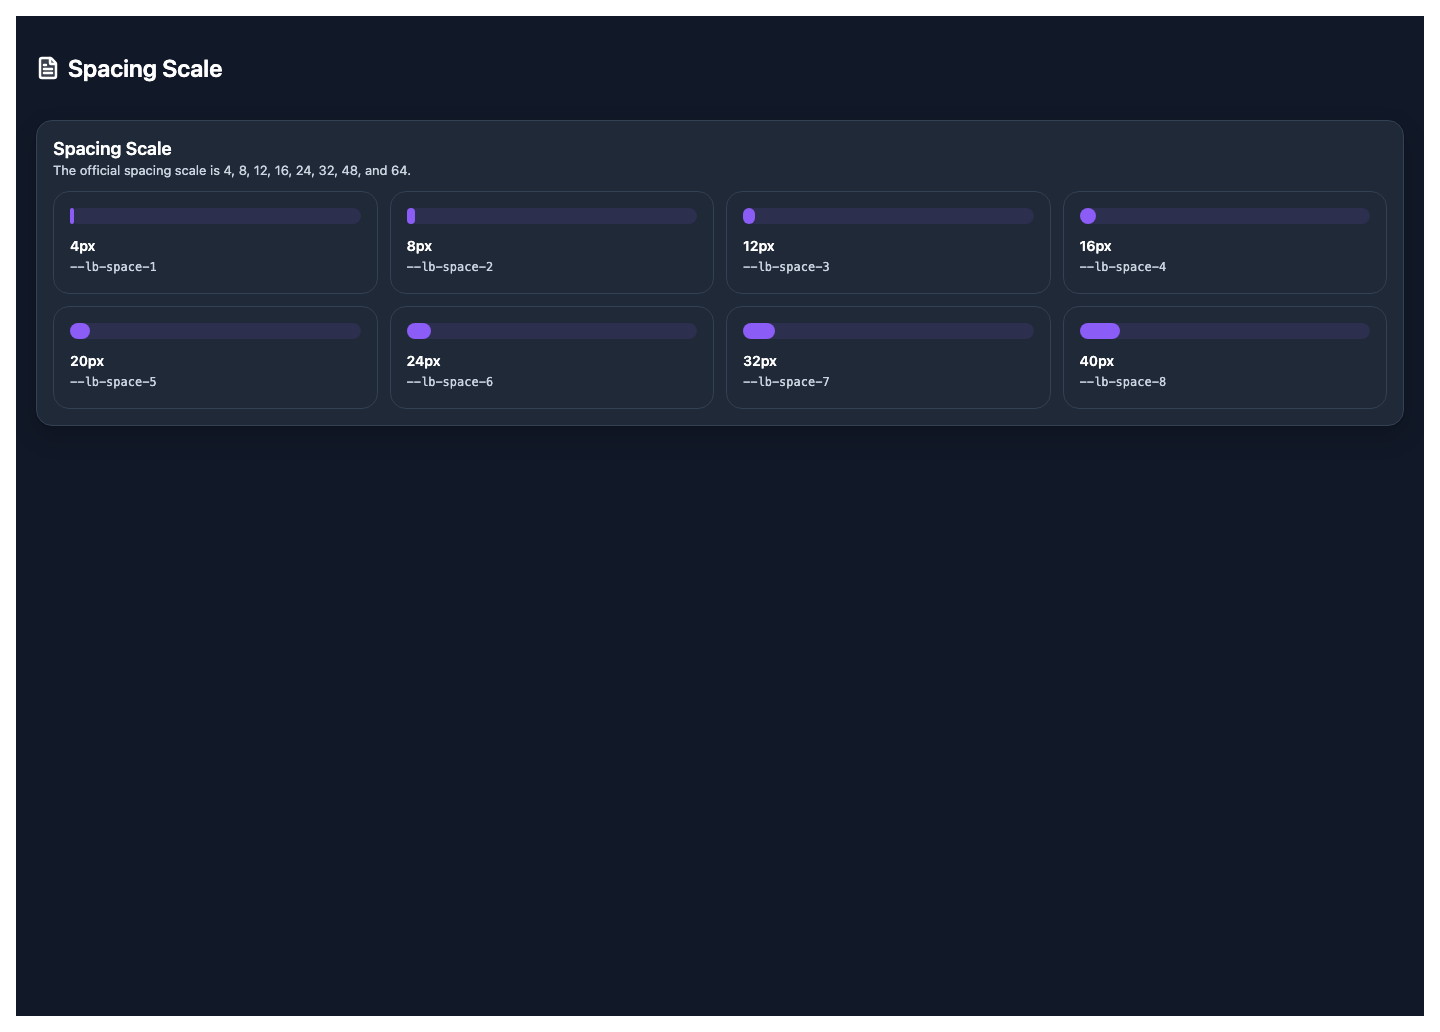 Spacing Scale
Spacing Scale
The official spacing scale is 4, 8, 12, 16, 24, 32, 48, and 64.
4px
--lb-space-1
8px
--lb-space-2
12px
--lb-space-3
16px
--lb-space-4
20px
--lb-space-5
24px
--lb-space-6
32px
--lb-space-7
40px
--lb-space-8